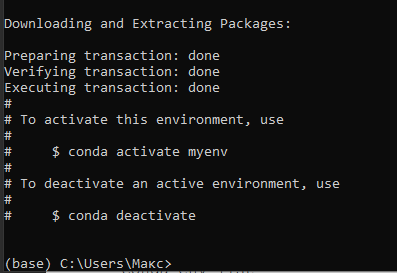 Downloading and Extracting Packages:
Preparing transaction: done
Verifying transaction: done
Executing transaction: done
#
# To activate this environment, use
#
#     $ conda activate myenv
#
# To deactivate an active environment, use
#
#     $ conda deactivate
(base) C:\Users\Макс>